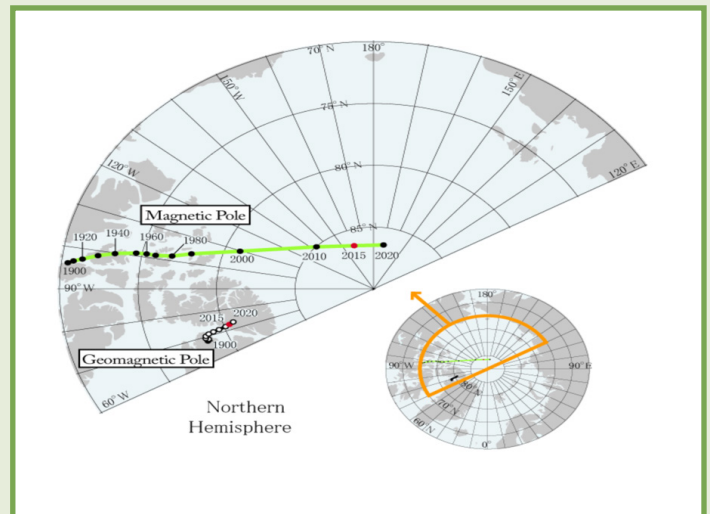 70° N
180°
150° W
75° N
150° E
120° W
80° N
120° E
Magnetic Pole
85° N
1920
1940
1960
1980
2000
2010
2015
2020
1900
90° W
2015
2020
1900
Geomagnetic Pole
60° W
Northern
Hemisphere
180°
90° W
90° E
80° N
70° N
60° N
0°